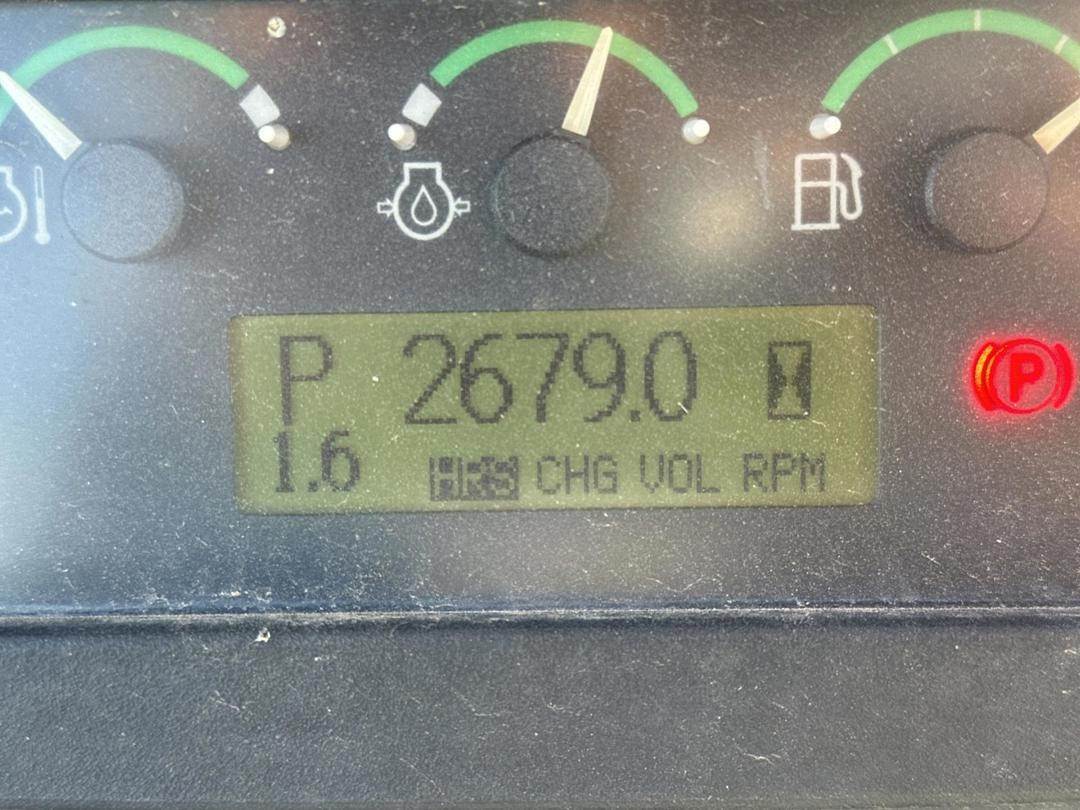 P 2679.0
1.6 HRS CHG VOL RPM
P